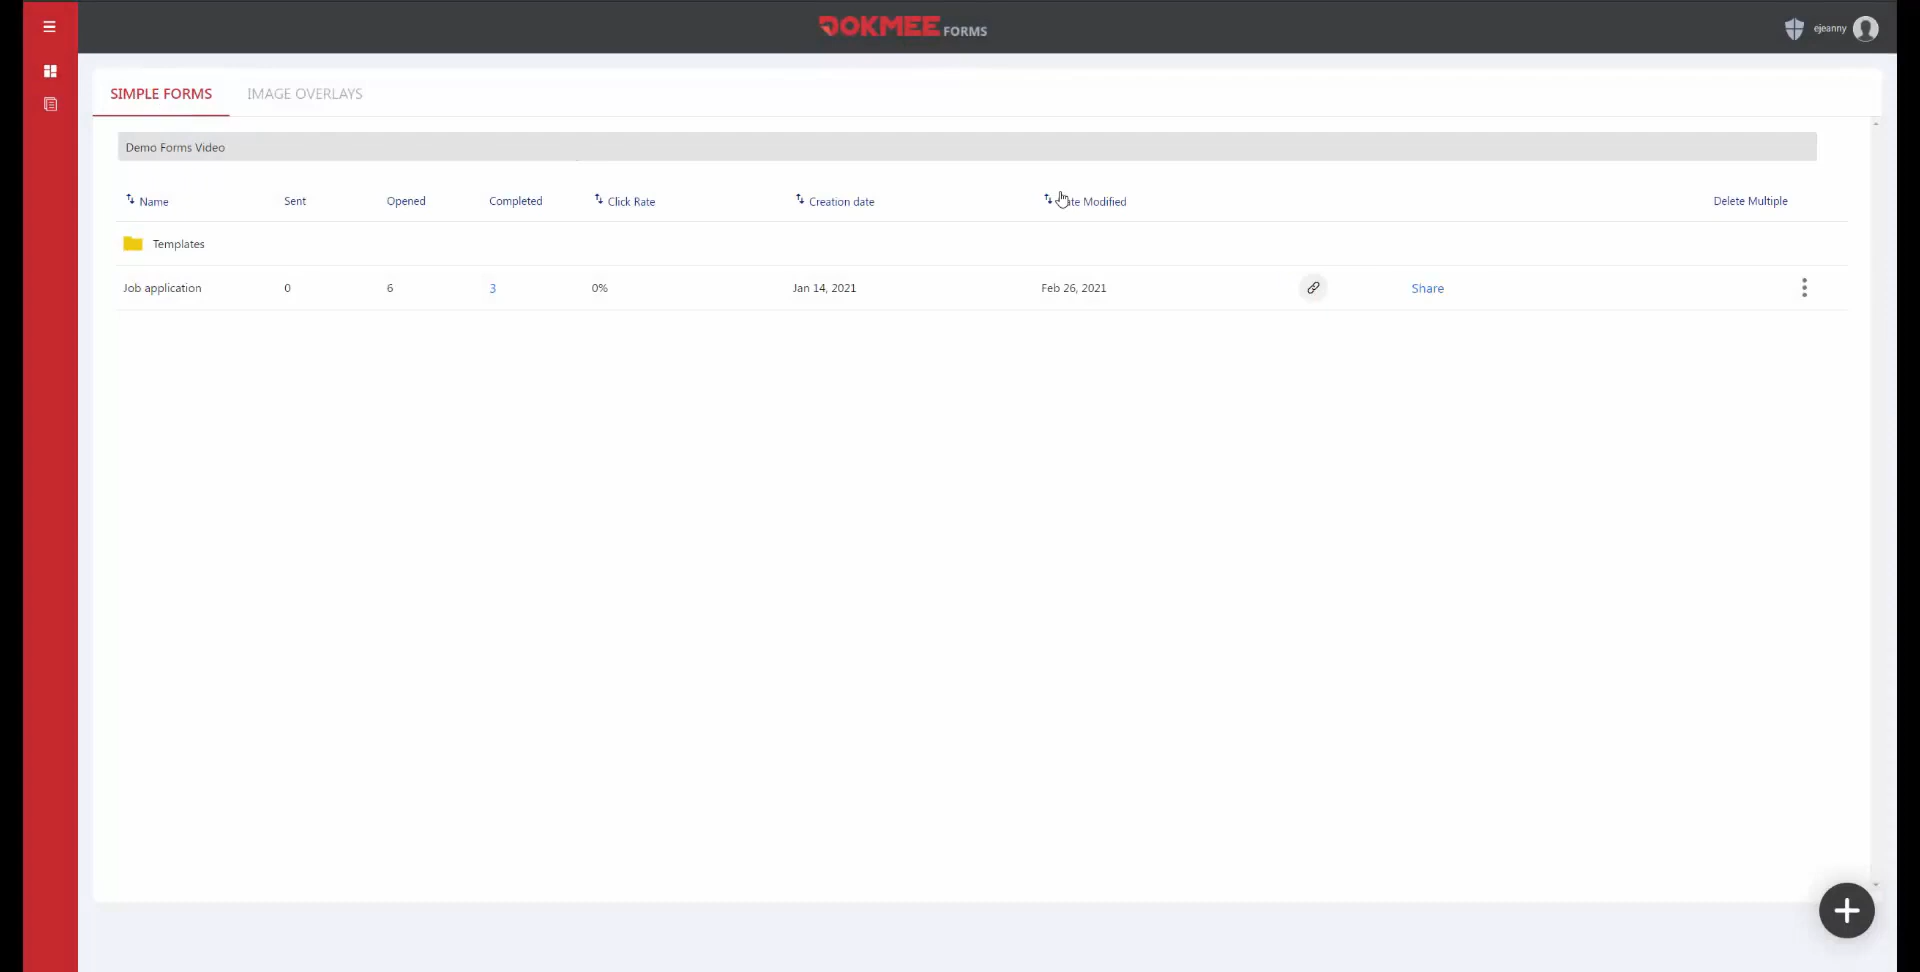 DOKMEE FORMS
ejeanny
SIMPLE FORMS IMAGE OVERLAYS
Demo Forms Video
Name Sent Opened Completed Click Rate Creation date Modified Delete Multiple
Templates
Job application 0 6 3 0% Jan 14, 2021 Feb 26, 2021 Share